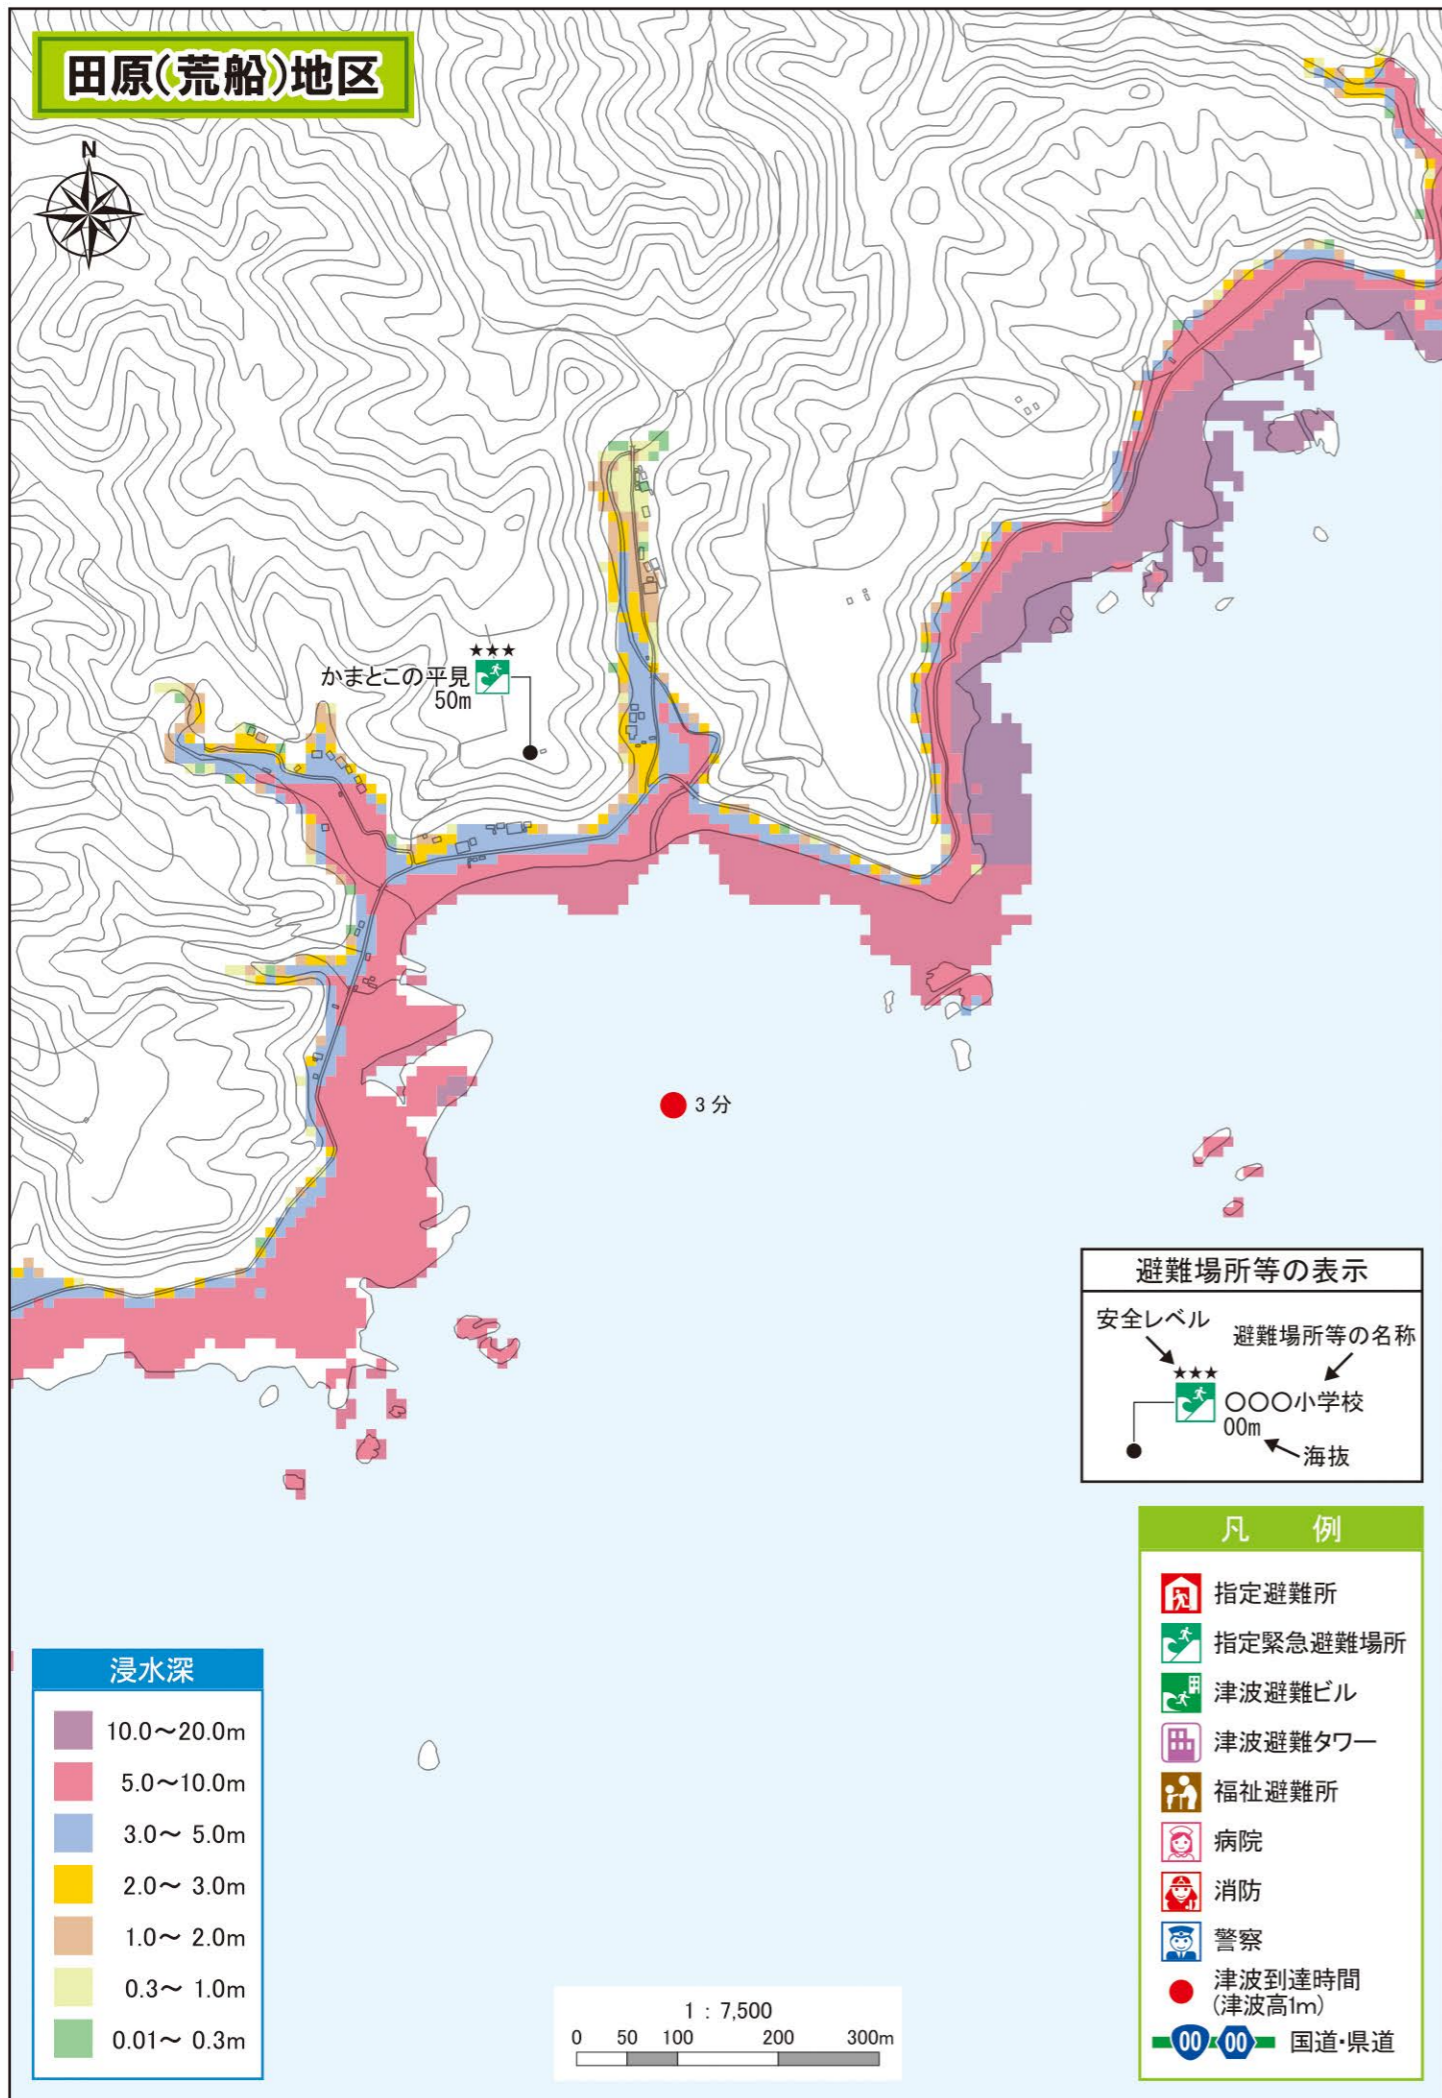 田原(荒船)地区
N
★★★
かまとこの平見
50m
3分
避難場所等の表示
安全レベル
避難場所等の名称
★★★
〇〇〇小学校
00m
海抜
凡 例
指定避難所
指定緊急避難場所
津波避難ビル
津波避難タワー
福祉避難所
病院
消防
警察
津波到達時間
(津波高1m)
00 00 国道・県道
浸水深
10.0〜20.0m
5.0〜10.0m
3.0〜 5.0m
2.0〜 3.0m
1.0〜 2.0m
0.3〜 1.0m
0.01〜 0.3m
1 : 7,500
0 50 100 200 300m